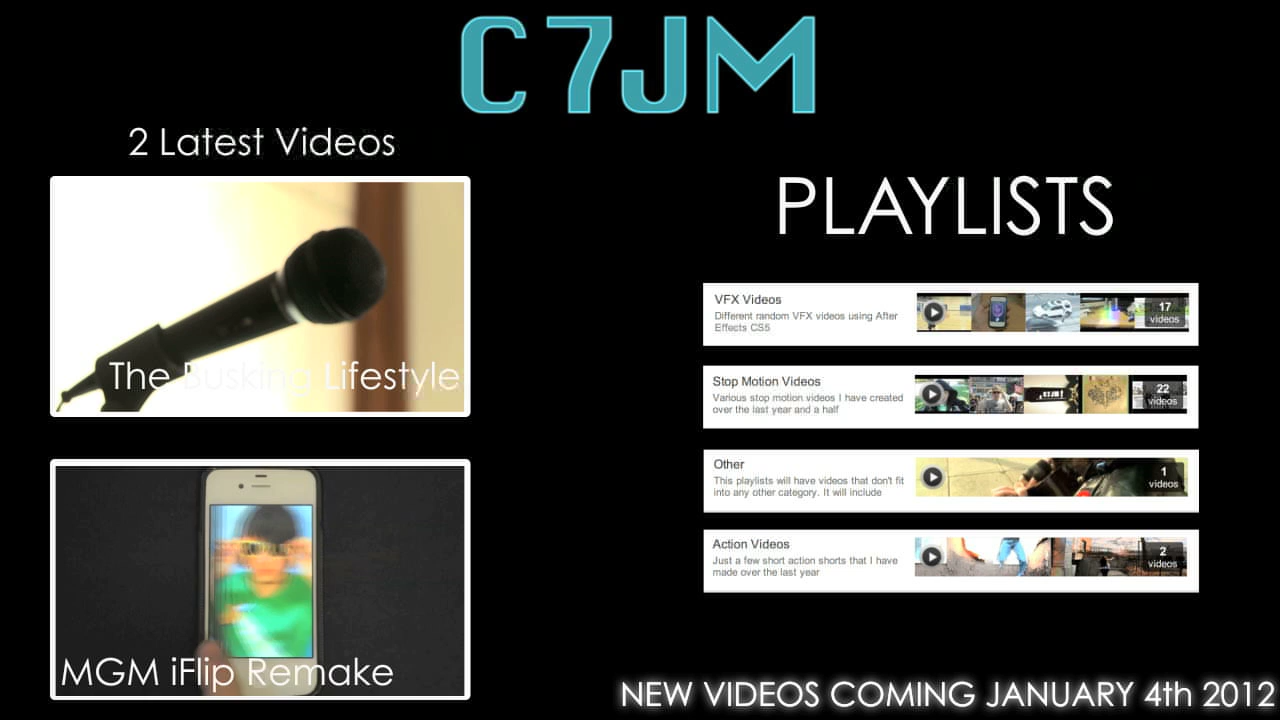 C7JM
2 Latest Videos
The Busking Lifestyle
MGM iFlip Remake
PLAYLISTS
VFX Videos
Different random VFX videos using After
Effects CS5
17
videos
Stop Motion Videos
Various stop motion videos I have created
over the last year and a half
22
videos
Other
This playlists will have videos that don't fit
into any other category. It will include
1
videos
Action Videos
Just a few short action shorts that I have
made over the last year
2
videos
NEW VIDEOS COMING JANUARY 4th 2012